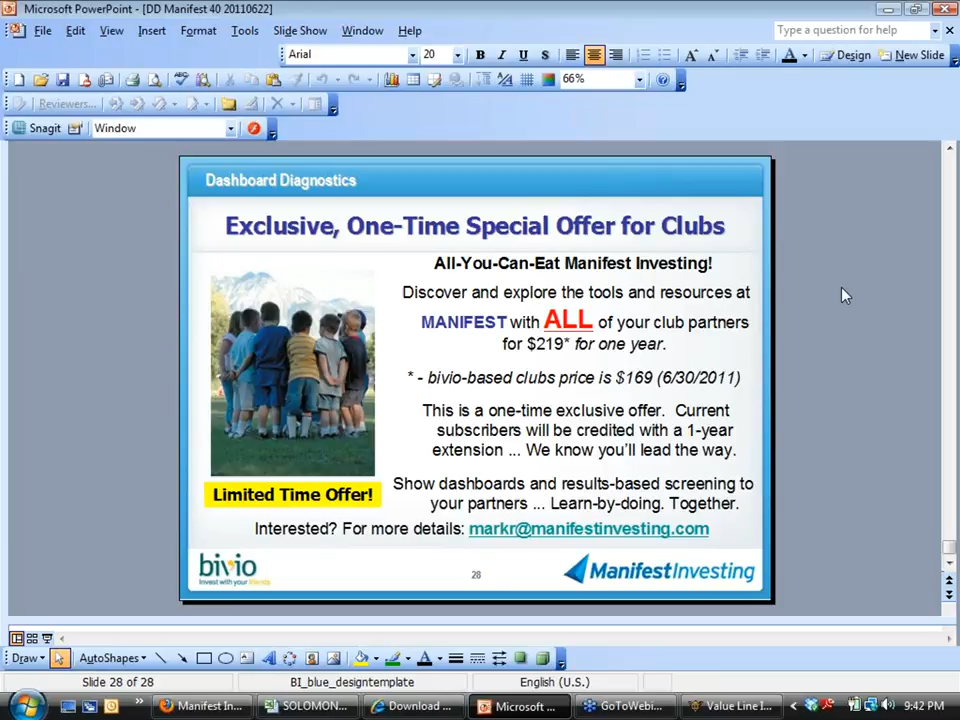 Microsoft PowerPoint - [DD Manifest 40 20110622]
File Edit View Insert Format Tools Slide Show Window Help
Type a question for help
Arial 20 B I U S A A A Design New Slide
66%
Reviewers...
Snagit Window
Dashboard Diagnostics
Exclusive, One-Time Special Offer for Clubs
All-You-Can-Eat Manifest Investing!
Discover and explore the tools and resources at
MANIFEST with ALL of your club partners
for $219* for one year.
* - bivio-based clubs price is $169 (6/30/2011)
This is a one-time exclusive offer. Current
subscribers will be credited with a 1-year
extension ... We know you'll lead the way.
Show dashboards and results-based screening to
your partners ... Learn-by-doing. Together.
Limited Time Offer!
Interested? For more details: markr@manifestinvesting.com
bivio
Invest with your friends
28
ManifestInvesting
Draw AutoShapes
Slide 28 of 28 BI_blue_designtemplate English (U.S.)
Manifest In... SOLOMON... Download ... Microsoft ... GoToWebi... Value Line I... 9:42 PM